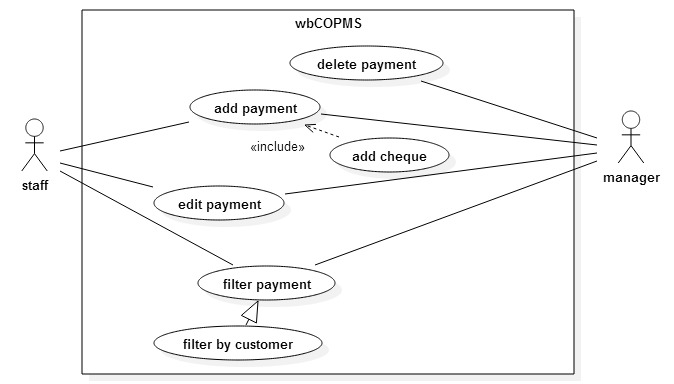 wbCOPMS
delete payment
add payment
«include»
add cheque
staff
manager
edit payment
filter payment
filter by customer